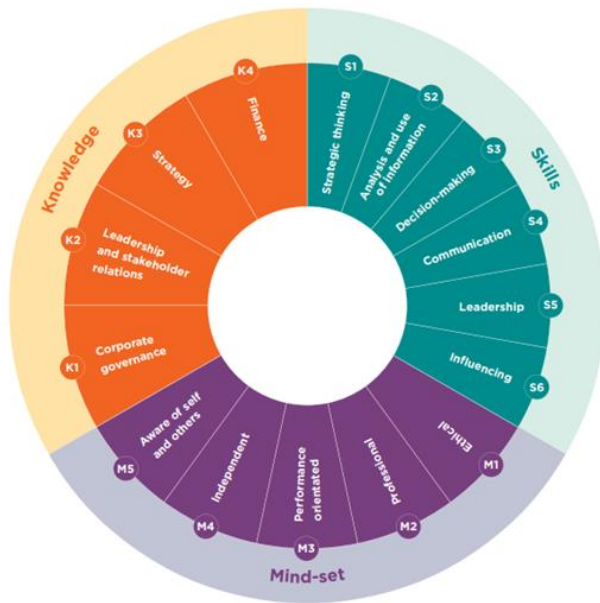 Knowledge
K1
Corporate
governance
K2
Leadership
and stakeholder
relations
K3
Strategy
K4
Finance
Skills
S1
Strategic thinking
S2
Analysis and use
of information
S3
Decision-making
S4
Communication
S5
Leadership
S6
Influencing
Mind-set
M1
Ethical
M2
Professional
M3
Performance
orientated
M4
Independent
M5
Aware of self
and others